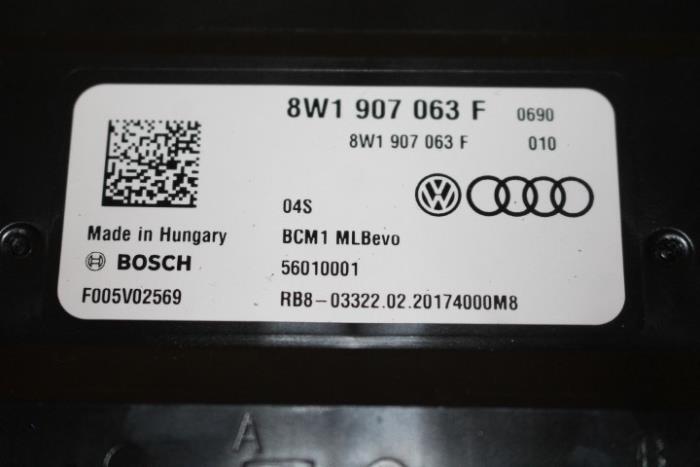 8W1 907 063 F 0690
8W1 907 063 F 010
04S
Made in Hungary BCM1 MLBevo
BOSCH 56010001
F005V02569 RB8-03322.02.20174000M8
A